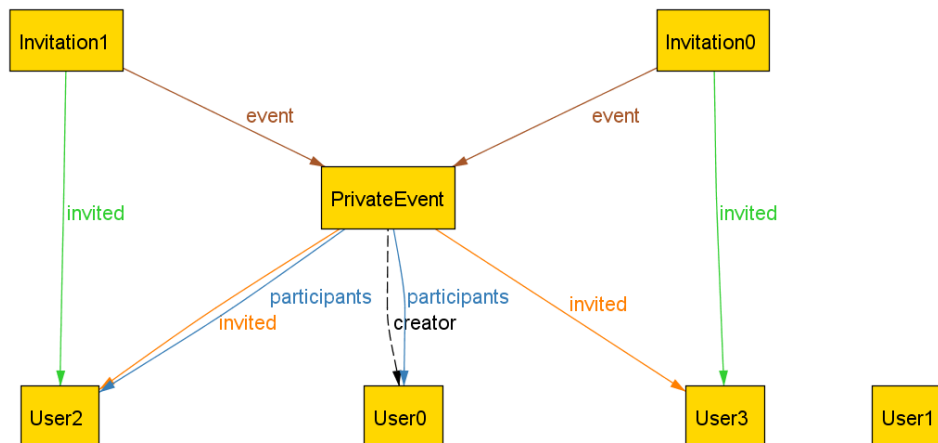 Invitation1
Invitation0
event
event
PrivateEvent
invited
invited
participants
participants
invited
invited
creator
User2
User0
User3
User1